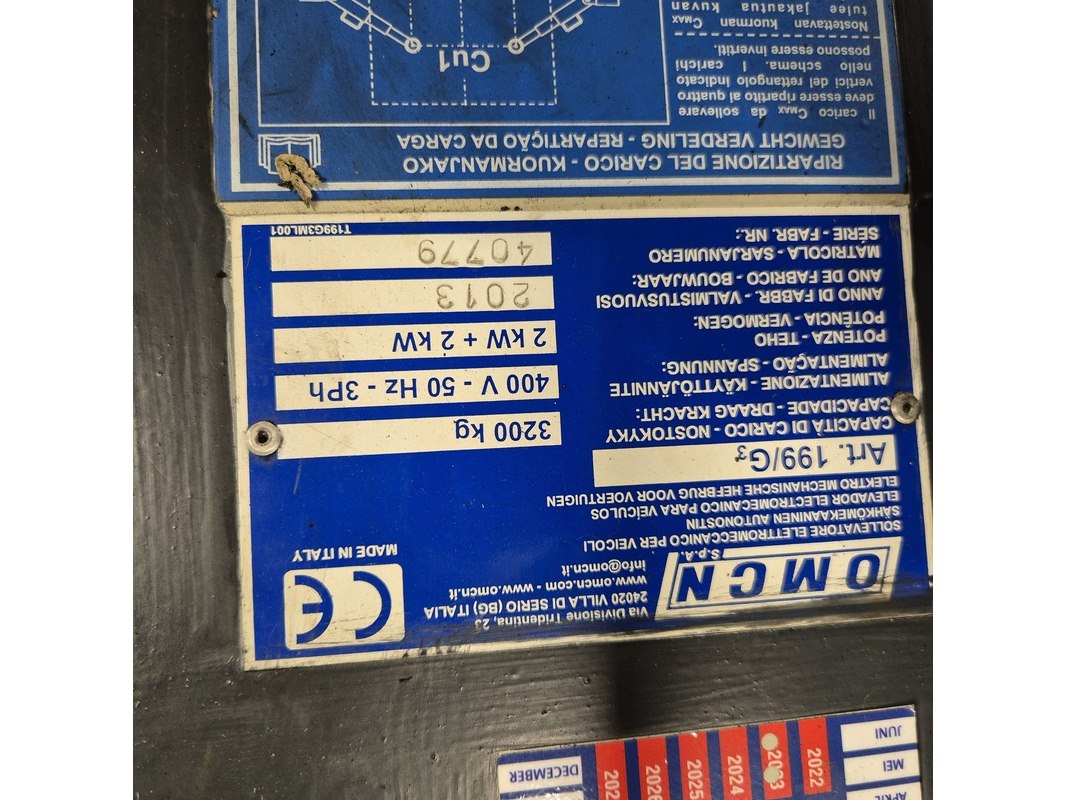 OMCN
S.p.A.
via Divisione Tridentina, 23
24020 VILLA DI SERIO (BG) ITALIA
www.omcn.com - www.omcn.it
info@omcn.it
CE
MADE IN ITALY
SOLLEVATORE ELETTROMECCANICO PER VEICOLI
SÄHKÖMEKAANINEN AUTONOSTIN
ELEVADOR ELECTROMECANICO PARA VEÍCULOS
ELEKTRO MECHANISCHE HEFBRUG VOOR VOERTUIGEN
Art. 199/G3
CAPACITÀ DI CARICO - NOSTOKYKY
CAPACIDADE - DRAAG KRACHT:
3200 kg
ALIMENTAZIONE - KÄYTTÖJÄNNITE
ALIMENTAÇÃO - SPANNUNG:
400 V - 50 Hz - 3Ph
POTENZA - TEHO
POTÊNCIA - VERMOGEN:
2 kW + 2 kW
ANNO DI FABBR. - VALMISTUSVUOSI
ANO DE FABRICO - BOUWJAAR:
2013
MATRICOLA - SARJANUMERO
SÉRIE - FABR. NR.:
40779
T199G3ML001
RIPARTIZIONE DEL CARICO - KUORMANJAKO
GEWICHT VERDELING - REPARTIÇÃO DA CARGA
Il carico CMAX da sollevare
deve essere ripartito ai quattro
vertici del rettangolo indicato
nello schema. I carichi
possono essere invertiti.
Nostettavan kuorman CMAX
tulee jakautua kuvan
Cu1
JUNI
MEI
APRIL
2022
2023
2024
2025
2026
DECEMBER